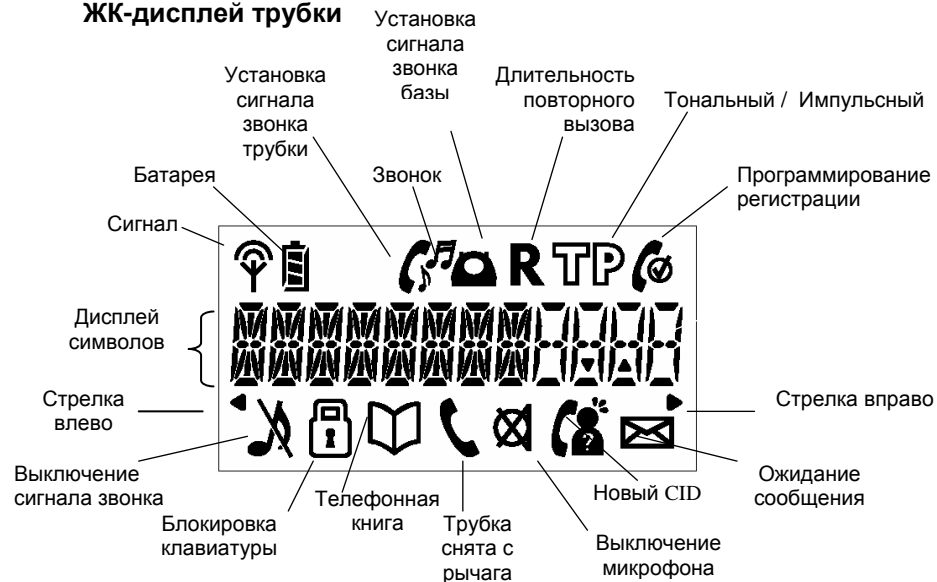 ЖК-дисплей трубки
Установка
сигнала
звонка
базы
Установка
сигнала
звонка
трубки
Длительность
повторного
вызова
Тональный / Импульсный
Батарея
Звонок
Программирование
регистрации
Сигнал
R TP
Дисплей
символов
Стрелка
влево
Стрелка вправо
Выключение
сигнала звонка
Блокировка
клавиатуры
Телефонная
книга
Трубка
снята с
рычага
Выключение
микрофона
Новый CID
Ожидание
сообщения